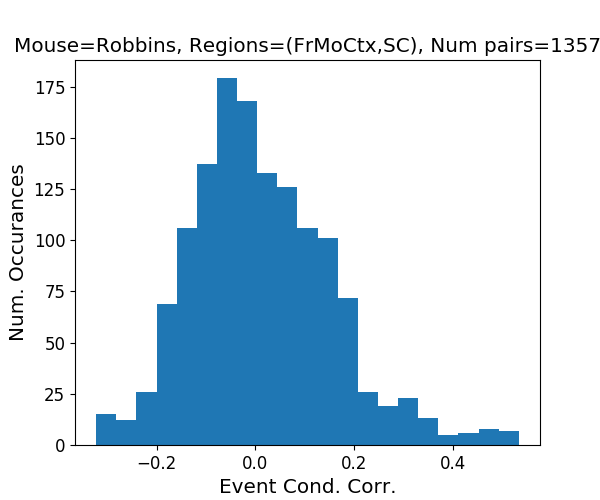 Mouse=Robbins, Regions=(FrMoCtx,SC), Num pairs=1357
175
150
125
100
75
50
25
0
Num. Occurances
−0.2 0.0 0.2 0.4
Event Cond. Corr.